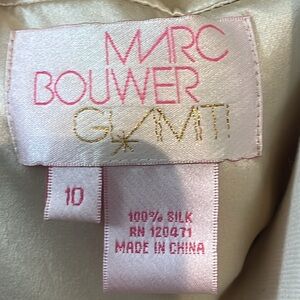 MARC
BOUWER
GLAMIT!
10
100% SILK
RN 120471
MADE IN CHINA